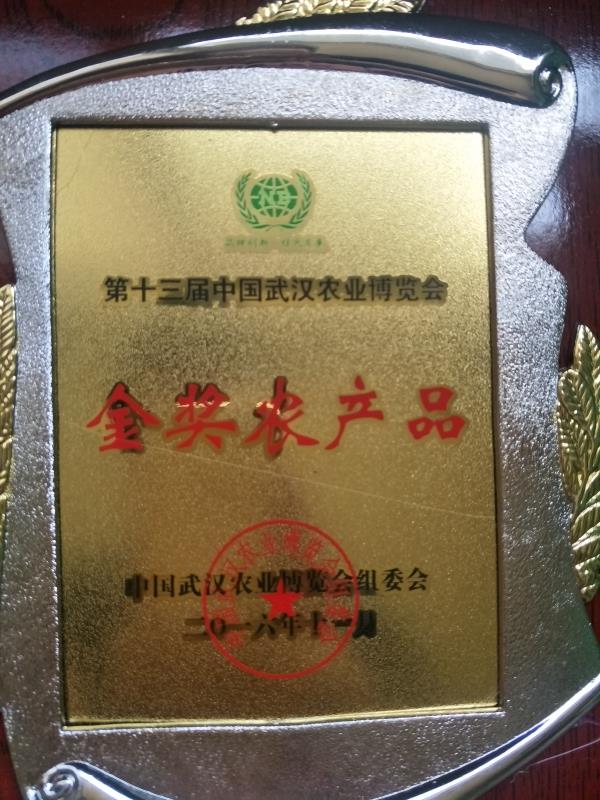 第十三届中国武汉农业博览会
金奖农产品
中国武汉农业博览会组委会
二〇一六年十一月